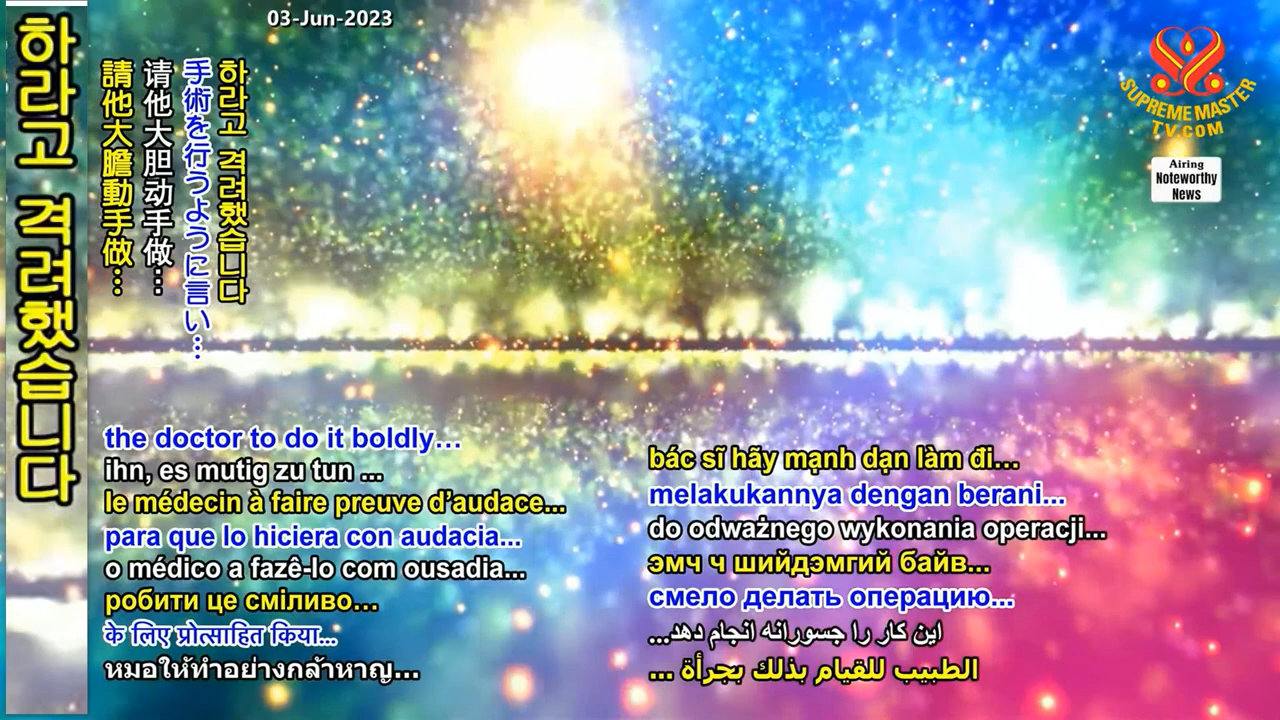 03-Jun-2023
SUPREME MASTER
TV.COM
Airing
Noteworthy
News
하라고 격려했습니다
하라고 격려했습니다
手術を行うように言い…
请他大胆动手做…
請他大膽動手做…
the doctor to do it boldly…
ihn, es mutig zu tun ...
le médecin à faire preuve d’audace...
para que lo hiciera con audacia...
o médico a fazê-lo com ousadia...
робити це сміливо…
के लिए प्रोत्साहित किया...
หมอให้ทำอย่างกล้าหาญ...
bác sĩ hãy mạnh dạn làm đi…
melakukannya dengan berani...
do odważnego wykonania operacji...
эмч ч шийдэмгий байв...
смело делать операцию...
این کار را جسورانه انجام دهد...
الطبيب للقيام بذلك بجرأة ...